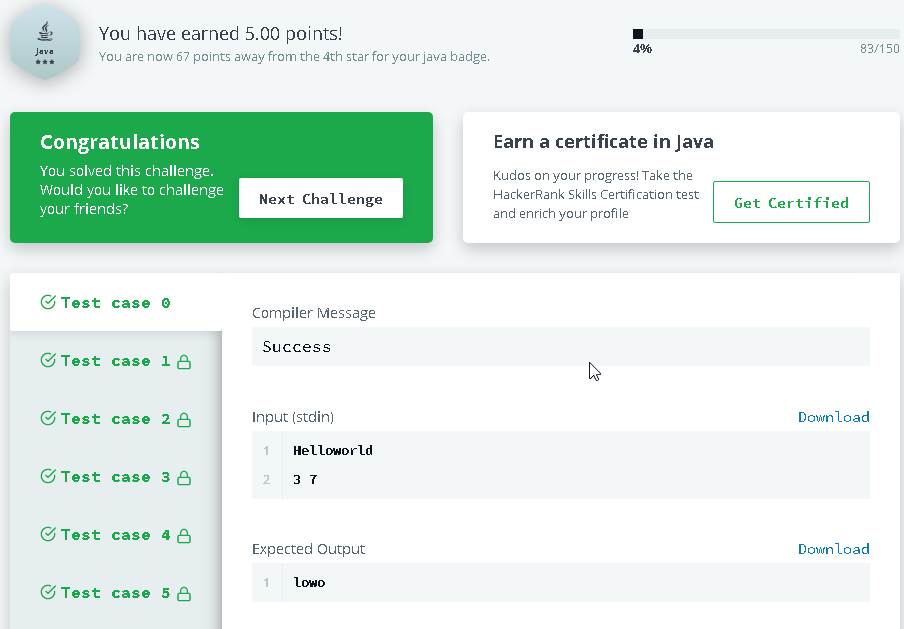 Java
You have earned 5.00 points!
You are now 67 points away from the 4th star for your java badge.
4%
83/150
Congratulations
You solved this challenge.
Would you like to challenge
your friends?
Next Challenge
Earn a certificate in Java
Kudos on your progress! Take the
HackerRank Skills Certification test
and enrich your profile
Get Certified
Test case 0
Test case 1
Test case 2
Test case 3
Test case 4
Test case 5
Compiler Message
Success
Input (stdin)
Download
1 Helloworld
2 3 7
Expected Output
Download
1 lowo